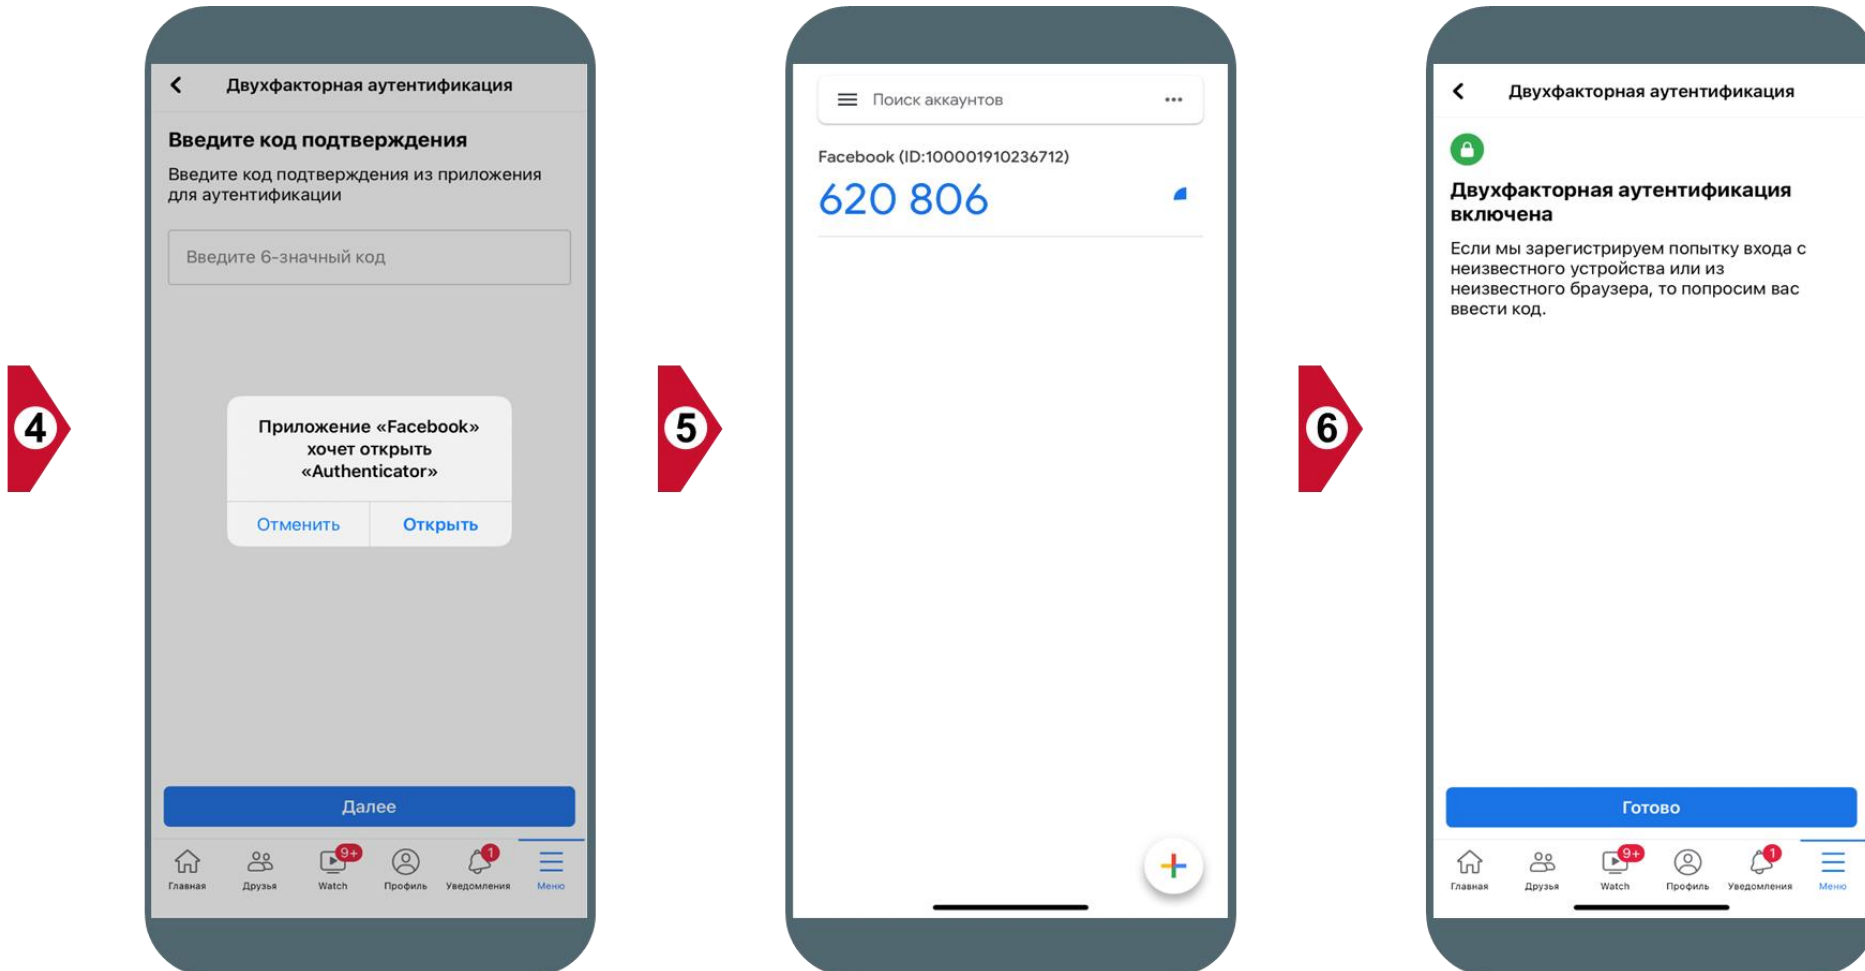 4
Двухфакторная аутентификация
Введите код подтверждения
Введите код подтверждения из приложения
для аутентификации
Введите 6-значный код
Приложение «Facebook»
хочет открыть
«Authenticator»
Отменить
Открыть
Далее
Главная
Друзья
9+
Watch
Профиль
1
Уведомления
Меню
5
Поиск аккаунтов
Facebook (ID:100001910236712)
620 806
6
Двухфакторная аутентификация
Двухфакторная аутентификация
включена
Если мы зарегистрируем попытку входа с
неизвестного устройства или из
неизвестного браузера, то попросим вас
ввести код.
Готово
Главная
Друзья
9+
Watch
Профиль
1
Уведомления
Меню